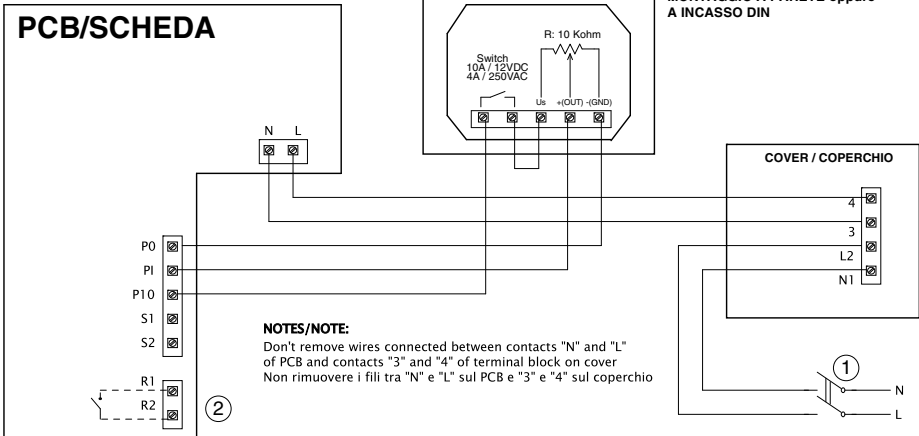 MONTAGGIO A PARETE oppure
A INCASSO DIN
PCB/SCHEDA
R: 10 Kohm
Switch
10A / 12VDC
4A / 250VAC
Us +(OUT) -(GND)
N L
COVER / COPERCHIO
4
3
L2
N1
P0
PI
P10
S1
S2
R1
R2
2
NOTES/NOTE:
Don't remove wires connected between contacts "N" and "L"
of PCB and contacts "3" and "4" of terminal block on cover
Non rimuovere i fili tra "N" e "L" sul PCB e "3" e "4" sul coperchio
1
N
L